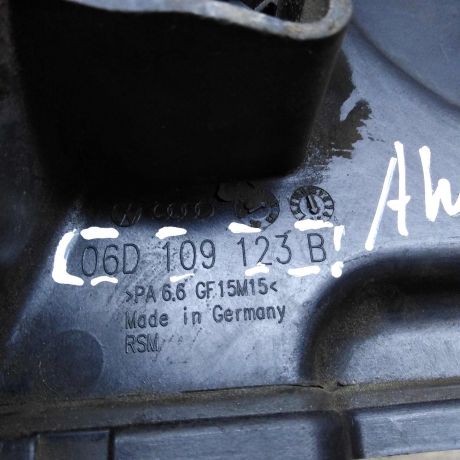 06D 109 123 B
>PA 6.6 GF15M15<
Made in Germany
RSM